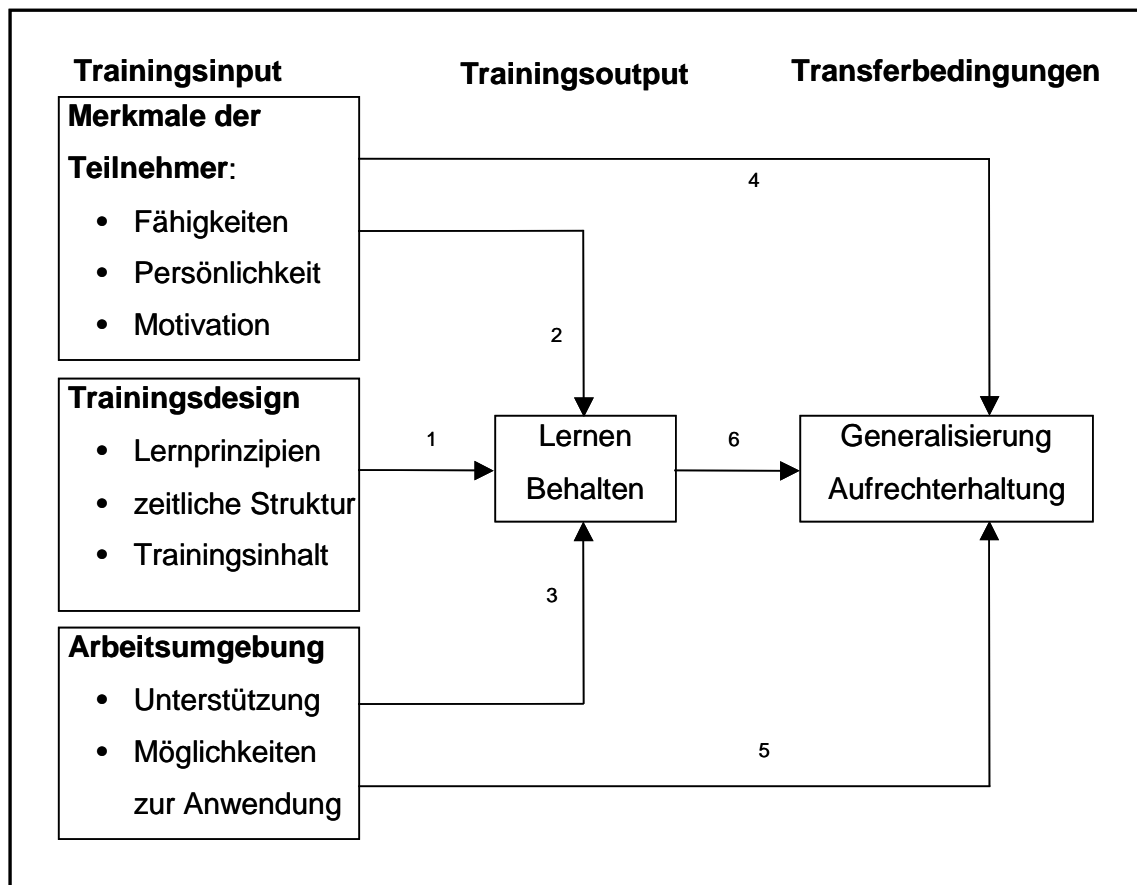 Trainingsinput
Trainingsoutput
Transferbedingungen
Merkmale der
Teilnehmer:
• Fähigkeiten
• Persönlichkeit
• Motivation
4
2
Trainingsdesign
• Lernprinzipien
• zeitliche Struktur
• Trainingsinhalt
1
Lernen
Behalten
6
Generalisierung
Aufrechterhaltung
3
Arbeitsumgebung
• Unterstützung
• Möglichkeiten
zur Anwendung
5